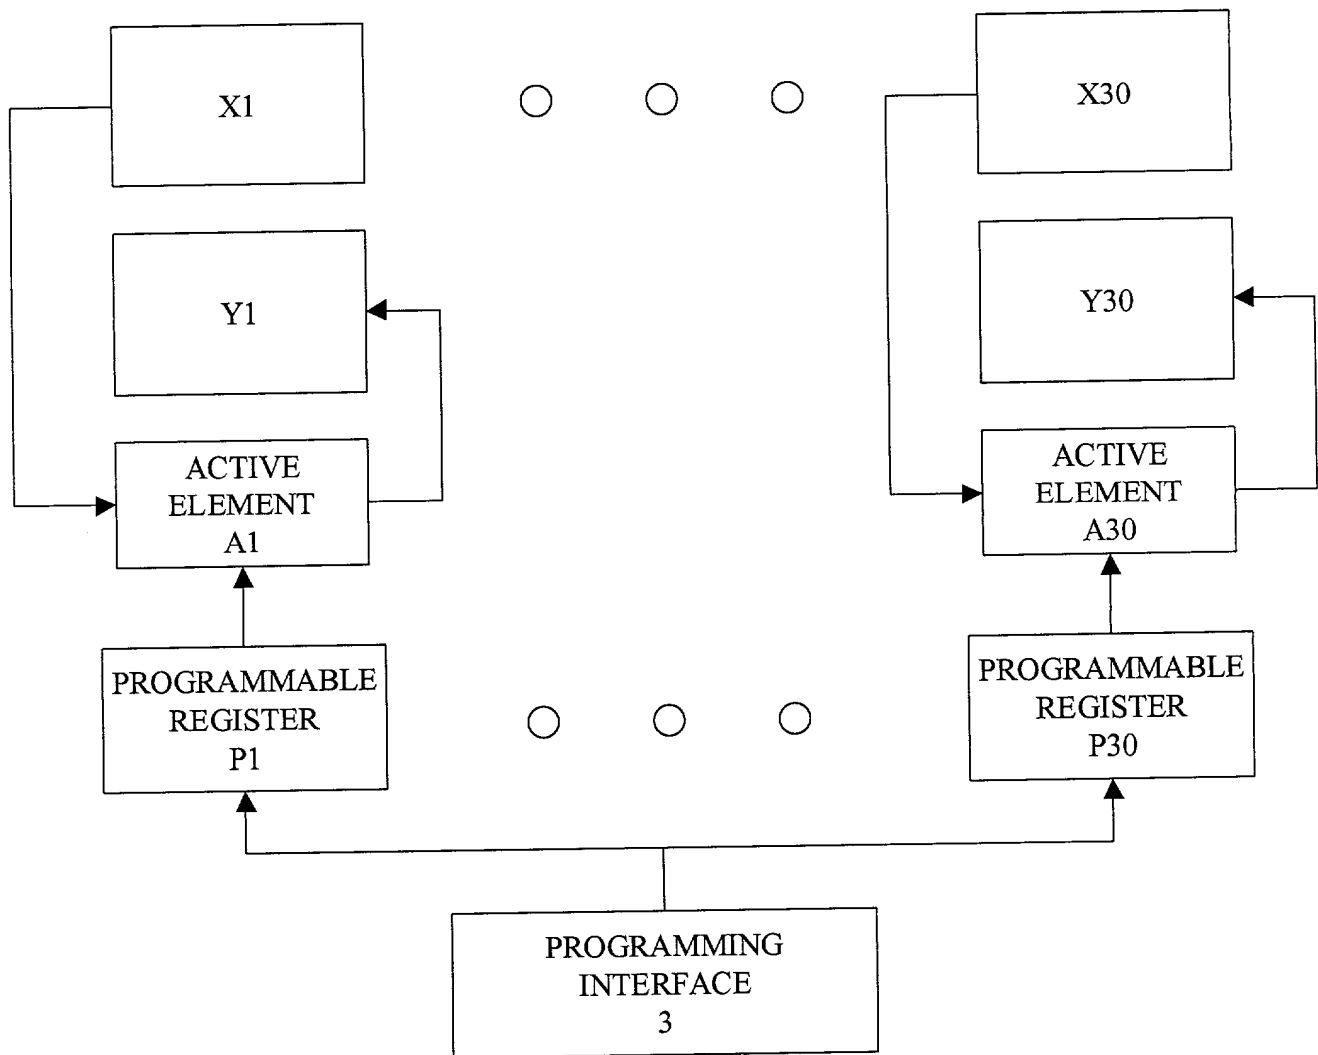 X1
X30
Y1
Y30
ACTIVE
ELEMENT
A1
ACTIVE
ELEMENT
A30
PROGRAMMABLE
REGISTER
P1
PROGRAMMABLE
REGISTER
P30
PROGRAMMING
INTERFACE
3